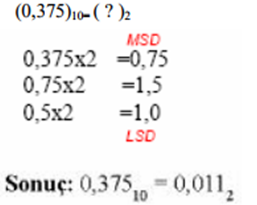 (0,375)10=( ? )2
MSD
0,375x2 =0,75
0,75x2 =1,5
0,5x2 =1,0
LSD
Sonuç: 0,375₁₀ = 0,011₂